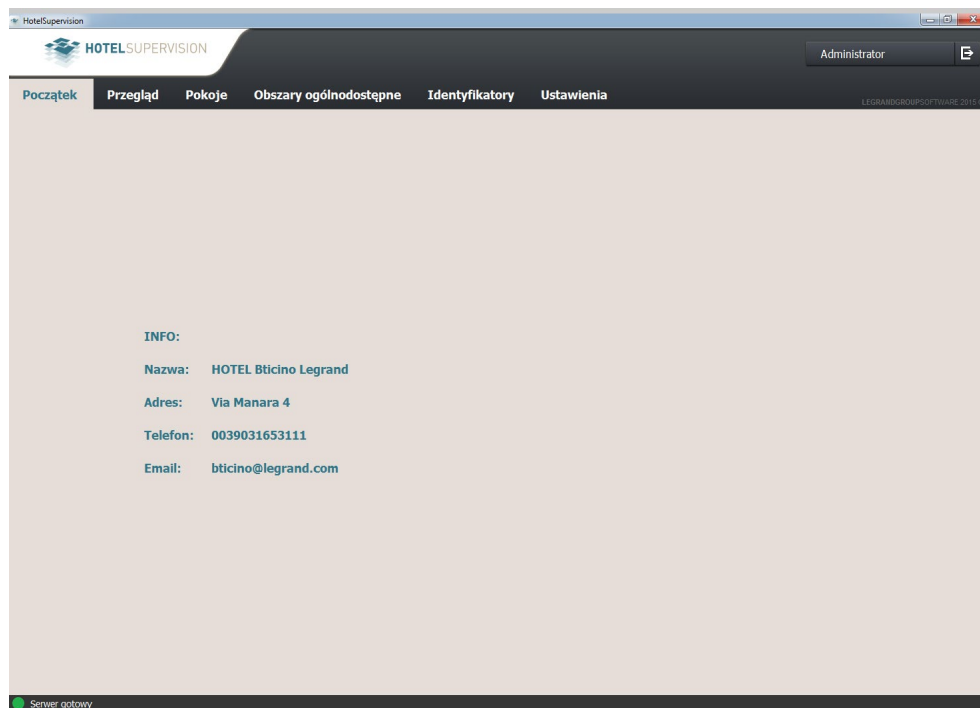 HotelSupervision
HOTELSUPERVISION
Administrator
Początek Przegląd Pokoje Obszary ogólnodostępne Identyfikatory Ustawienia
LEGRANDGROUPSOFTWARE 2015
INFO:
Nazwa: HOTEL Bticino Legrand
Adres: Via Manara 4
Telefon: 0039031653111
Email: bticino@legrand.com
Serwer gotowy